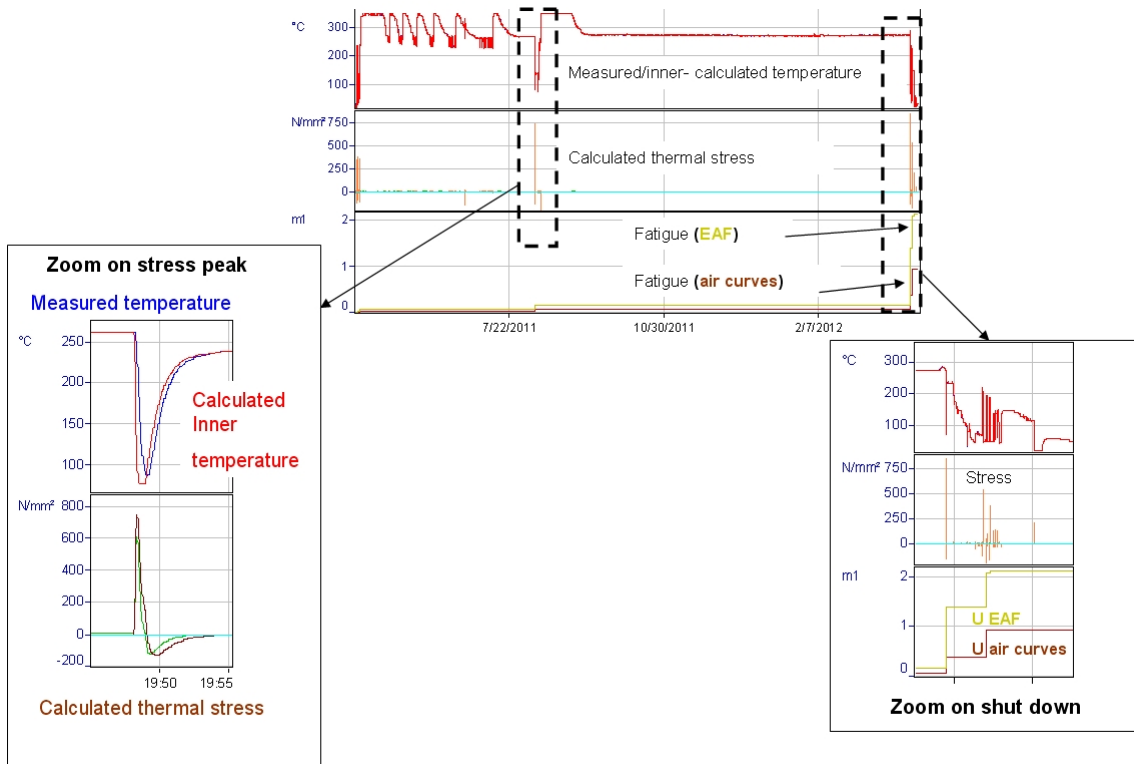 °C
300
200
100
Measured/inner- calculated temperature
N/mm²
750
500
250
0
Calculated thermal stress
m1
2
1
0
Fatigue (EAF)
Fatigue (air curves)
7/22/2011
10/30/2011
2/7/2012
Zoom on stress peak
Measured temperature
°C
250
200
150
100
Calculated
Inner
temperature
N/mm²
800
600
400
200
0
-200
19:50
19:55
Calculated thermal stress
°C
300
200
100
N/mm²
750
500
250
0
Stress
m1
2
1
0
U EAF
U air curves
Zoom on shut down